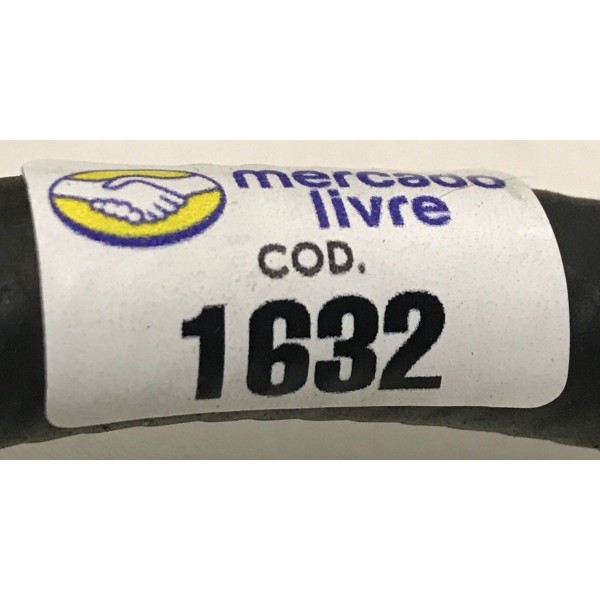 mercado
livre
COD.
1632